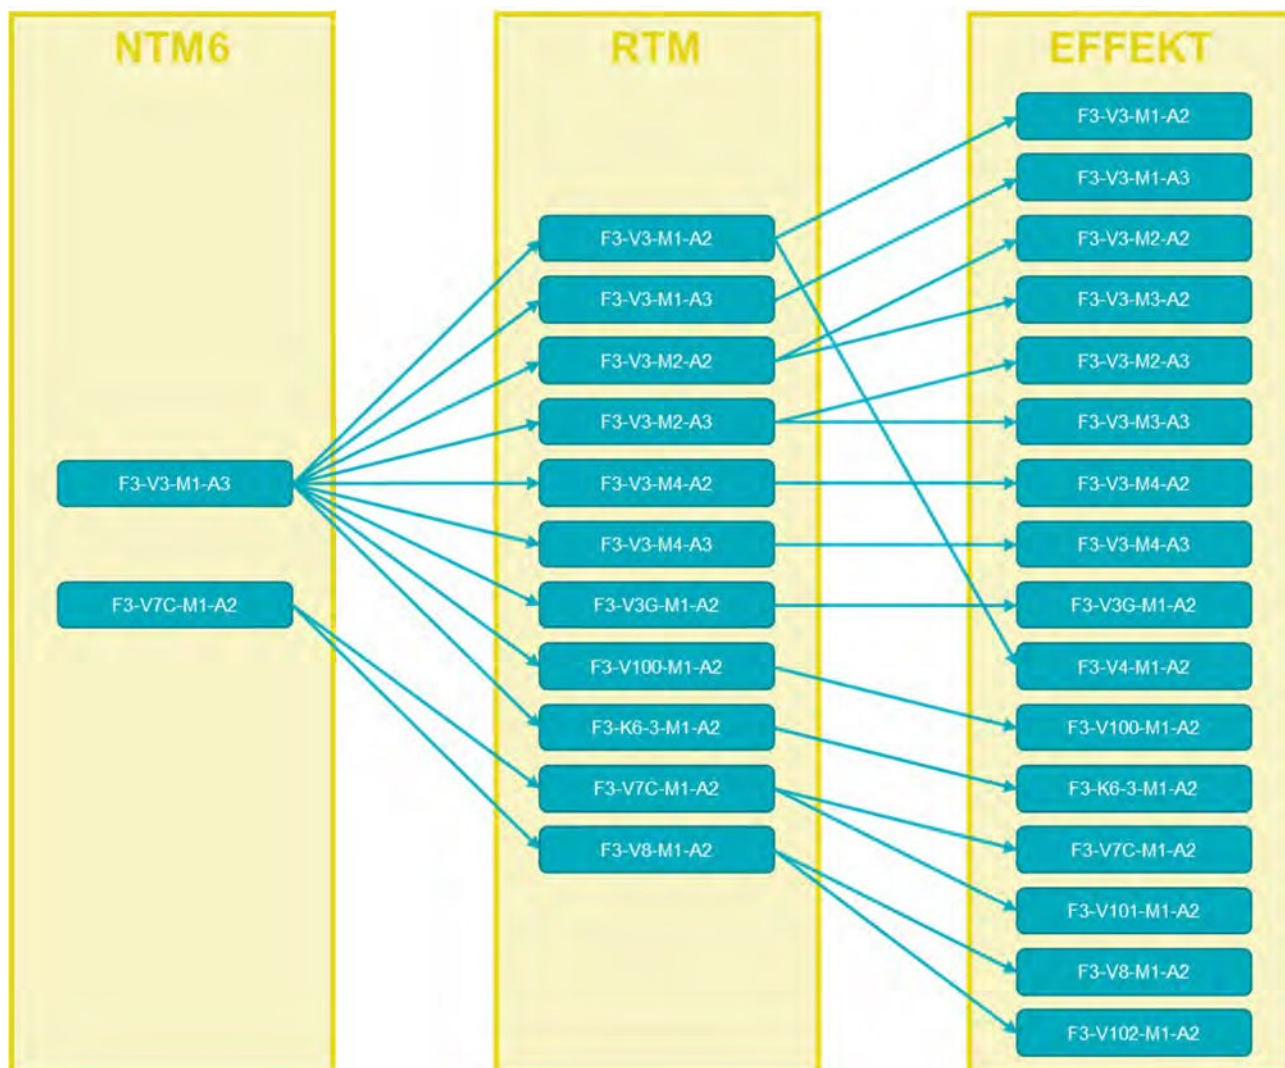 NTM6
F3-V3-M1-A3
F3-V7C-M1-A2
RTM
F3-V3-M1-A2
F3-V3-M1-A3
F3-V3-M2-A2
F3-V3-M2-A3
F3-V3-M4-A2
F3-V3-M4-A3
F3-V3G-M1-A2
F3-V100-M1-A2
F3-K6-3-M1-A2
F3-V7C-M1-A2
F3-V8-M1-A2
EFFEKT
F3-V3-M1-A2
F3-V3-M1-A3
F3-V3-M2-A2
F3-V3-M3-A2
F3-V3-M2-A3
F3-V3-M3-A3
F3-V3-M4-A2
F3-V3-M4-A3
F3-V3G-M1-A2
F3-V4-M1-A2
F3-V100-M1-A2
F3-K6-3-M1-A2
F3-V7C-M1-A2
F3-V101-M1-A2
F3-V8-M1-A2
F3-V102-M1-A2